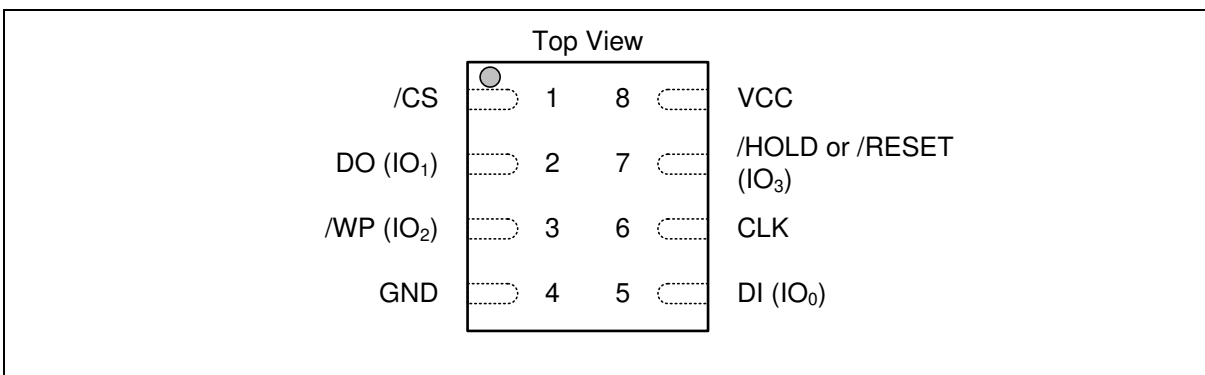 Top View
/CS 1 8 VCC
DO (IO₁) 2 7 /HOLD or /RESET
(IO₃)
/WP (IO₂) 3 6 CLK
GND 4 5 DI (IO₀)